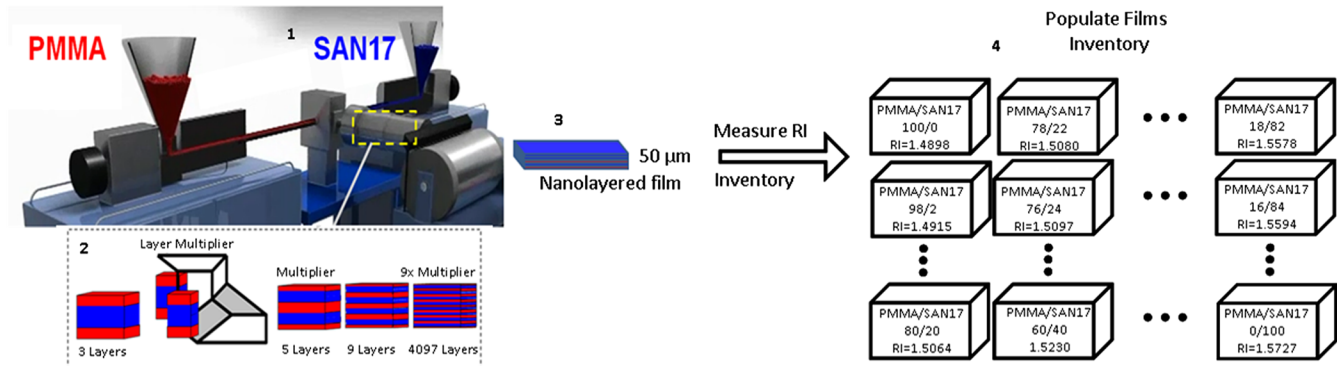 1
PMMA
SAN17
2
Layer Multiplier
Multiplier
9x Multiplier
3 Layers
5 Layers
9 Layers
4097 Layers
3
50 μm
Nanolayered film
Measure RI
Inventory
Populate Films
4
Inventory
PMMA/SAN17
100/0
RI=1.4898
PMMA/SAN17
78/22
RI=1.5080
PMMA/SAN17
18/82
RI=1.5578
PMMA/SAN17
98/2
RI=1.4915
PMMA/SAN17
76/24
RI=1.5097
PMMA/SAN17
16/84
RI=1.5594
PMMA/SAN17
80/20
RI=1.5064
PMMA/SAN17
60/40
1.5230
PMMA/SAN17
0/100
RI=1.5727